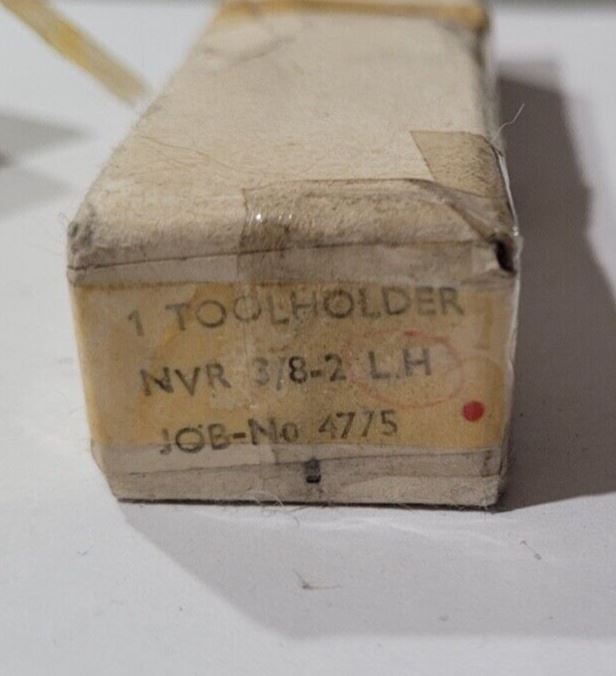 1 TOOLHOLDER
NVR 3/8-2 L.H
JOB-No 4775